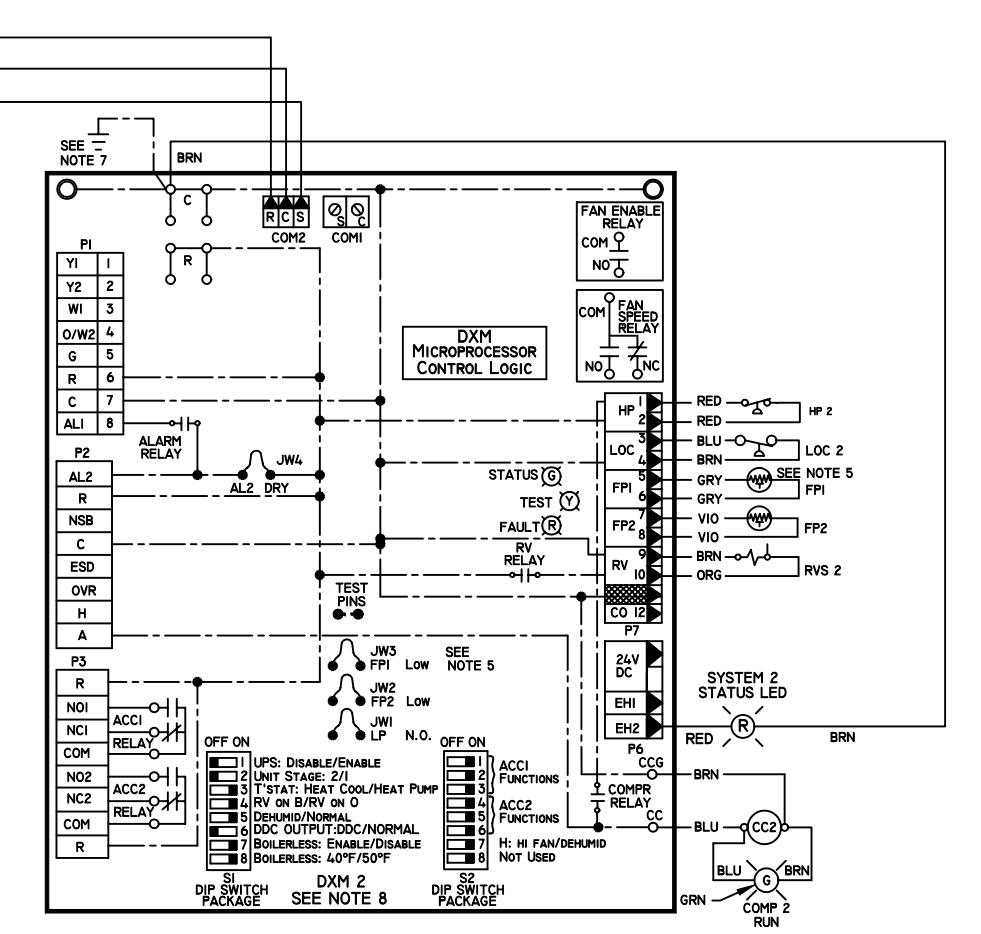 SEE
NOTE 7
BRN
C
R
R C S
COM2
S C
COM1
FAN ENABLE
RELAY
COM
NO
FAN
SPEED
RELAY
COM
NO
NC
DXM
MICROPROCESSOR
CONTROL LOGIC
P1
Y1 1
Y2 2
W1 3
O/W2 4
G 5
R 6
C 7
AL1 8
ALARM
RELAY
JW4
AL2 DRY
P2
AL2
R
NSB
C
ESD
OVR
H
A
P3
R
NO1
NC1
COM
NO2
NC2
COM
R
ACC1
RELAY
ACC2
RELAY
STATUS G
TEST Y
FAULT R
RV
RELAY
TEST
PINS
JW3
FP1 LOW
SEE
NOTE 5
JW2
FP2 LOW
JW1
LP N.O.
HP 1
2
LOC 3
4
FP1 5
6
FP2 7
8
RV 9
10
CO 12
P7
24V
DC
EH1
EH2
P6
RED
RED
HP 2
BLU
BRN
LOC 2
GRY
GRY
SEE NOTE 5
FP1
VIO
VIO
FP2
BRN
ORG
RVS 2
SYSTEM 2
STATUS LED
R
RED
BRN
CCG
BRN
COMPR
RELAY
CC
BLU
CC2
BLU
BRN
G
GRN
COMP 2
RUN
OFF ON
1 UPS: DISABLE/ENABLE
2 UNIT STAGE: 2/1
3 T'STAT: HEAT COOL/HEAT PUMP
4 RV ON B/RV ON O
5 DEHUMID/NORMAL
6 DDC OUTPUT:DDC/NORMAL
7 BOILERLESS: ENABLE/DISABLE
8 BOILERLESS: 40°F/50°F
S1
DIP SWITCH
PACKAGE
DXM 2
SEE NOTE 8
OFF ON
1
2
3
4
5
6
7
8
ACC1
FUNCTIONS
ACC2
FUNCTIONS
H: HI FAN/DEHUMID
NOT USED
S2
DIP SWITCH
PACKAGE